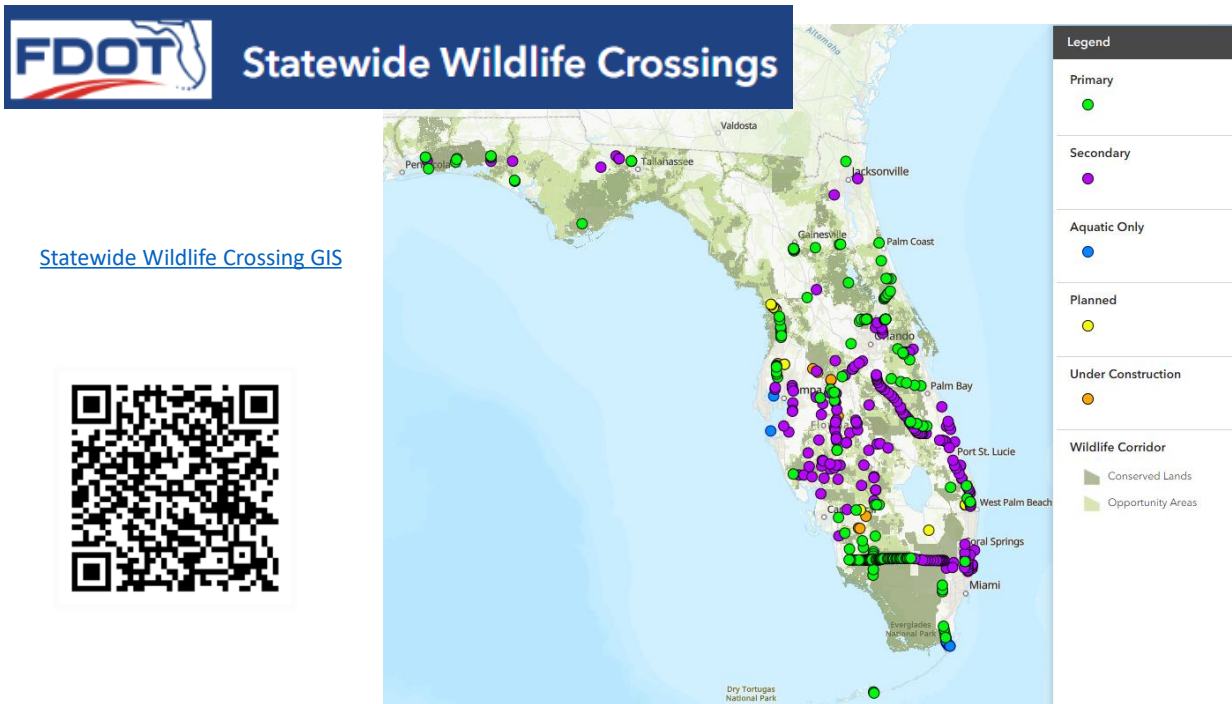 FDOT
Statewide Wildlife Crossings
Statewide Wildlife Crossing GIS
Altamaha
Valdosta
Tallahassee
Jacksonville
Gainesville
Palm Coast
Orlando
Palm Bay
Port St. Lucie
West Palm Beach
Coral Springs
Miami
Everglades
National Park
Dry Tortugas
National Park
Legend
Primary
Secondary
Aquatic Only
Planned
Under Construction
Wildlife Corridor
Conserved Lands
Opportunity Areas